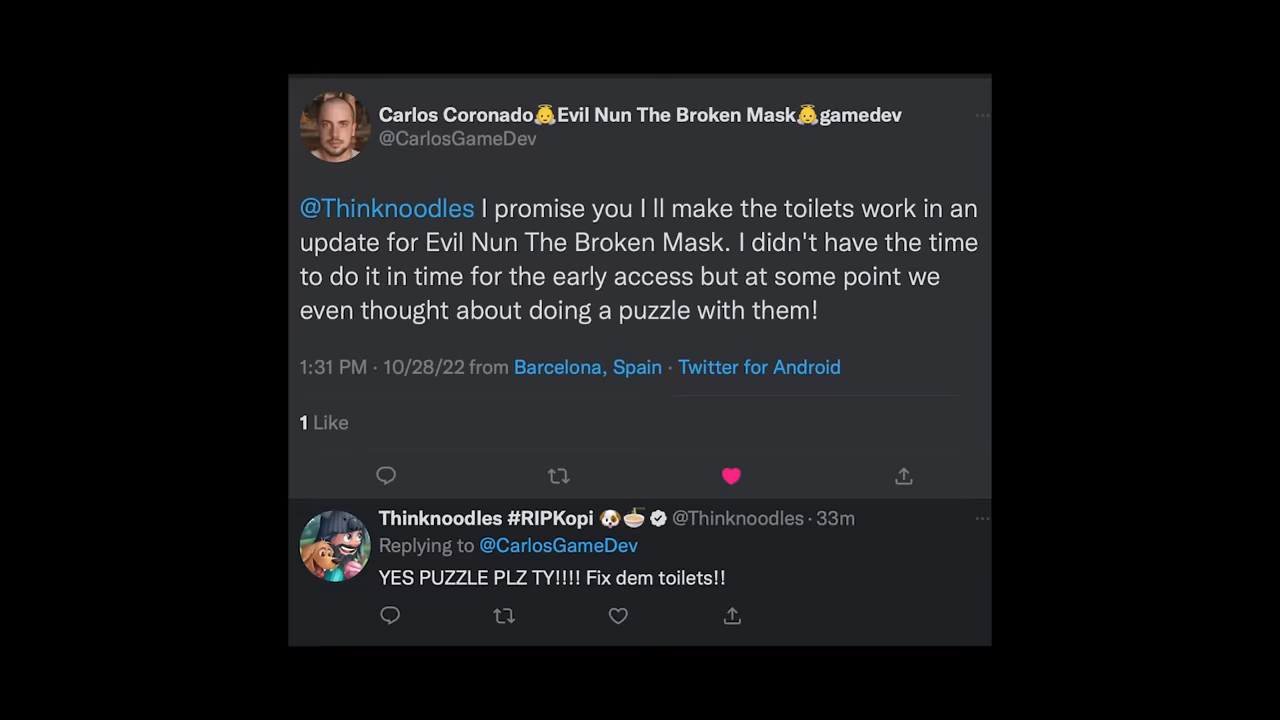 Carlos Coronado👼Evil Nun The Broken Mask👼gamedev
@CarlosGameDev
@Thinknoodles I promise you I ll make the toilets work in an
update for Evil Nun The Broken Mask. I didn't have the time
to do it in time for the early access but at some point we
even thought about doing a puzzle with them!
1:31 PM · 10/28/22 from Barcelona, Spain · Twitter for Android
1 Like
Thinknoodles #RIPKopi 🐶🍜 @Thinknoodles · 33m
Replying to @CarlosGameDev
YES PUZZLE PLZ TY!!!! Fix dem toilets!!